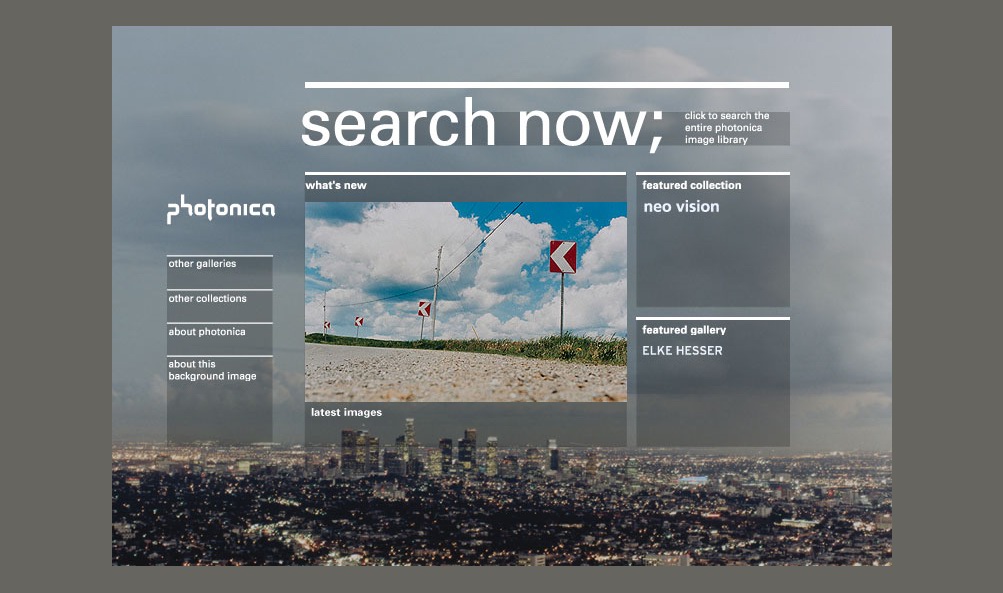 search now;
click to search the
entire photonica
image library
what's new
featured collection
neo vision
photonica
other galleries
other collections
about photonica
about this
background image
featured gallery
ELKE HESSER
latest images